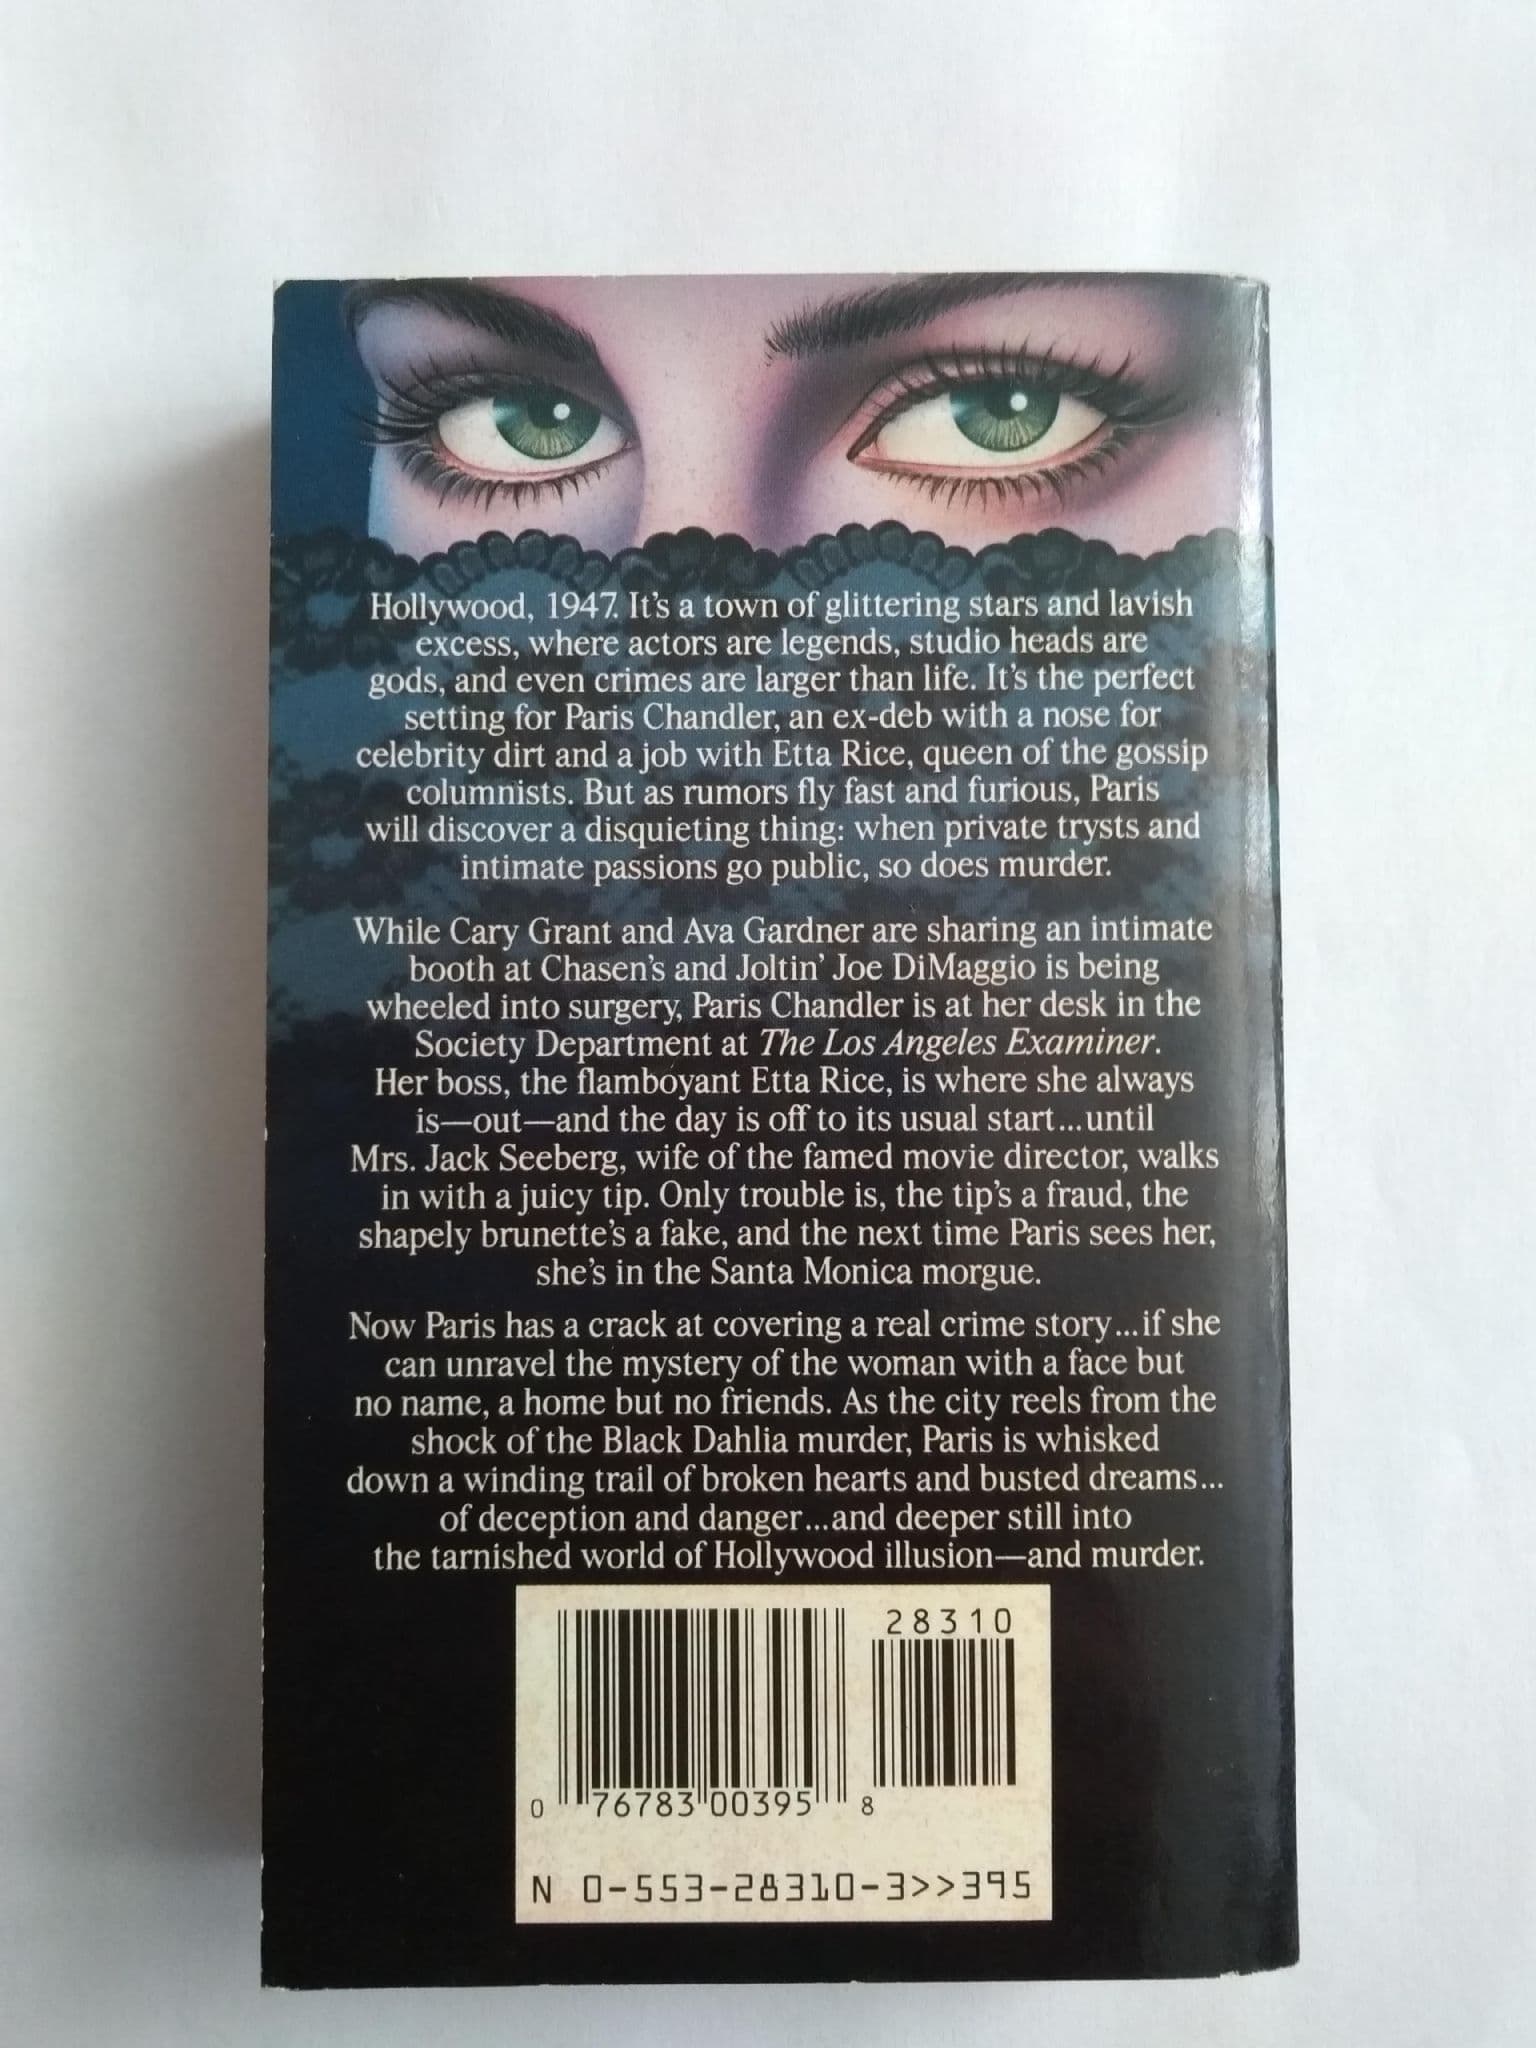 Hollywood, 1947. It's a town of glittering stars and lavish
excess, where actors are legends, studio heads are
gods, and even crimes are larger than life. It's the perfect
setting for Paris Chandler, an ex-deb with a nose for
celebrity dirt and a job with Etta Rice, queen of the gossip
columnists. But as rumors fly fast and furious, Paris
will discover a disquieting thing: when private trysts and
intimate passions go public, so does murder.
While Cary Grant and Ava Gardner are sharing an intimate
booth at Chasen's and Joltin' Joe DiMaggio is being
wheeled into surgery, Paris Chandler is at her desk in the
Society Department at The Los Angeles Examiner.
Her boss, the flamboyant Etta Rice, is where she always
is—out—and the day is off to its usual start...until
Mrs. Jack Seeberg, wife of the famed movie director, walks
in with a juicy tip. Only trouble is, the tip's a fraud, the
shapely brunette's a fake, and the next time Paris sees her,
she's in the Santa Monica morgue.
Now Paris has a crack at covering a real crime story...if she
can unravel the mystery of the woman with a face but
no name, a home but no friends. As the city reels from the
shock of the Black Dahlia murder, Paris is whisked
down a winding trail of broken hearts and busted dreams...
of deception and danger...and deeper still into
the tarnished world of Hollywood illusion—and murder.
28310
0 76783 00395 8
N 0-553-28310-3>>395